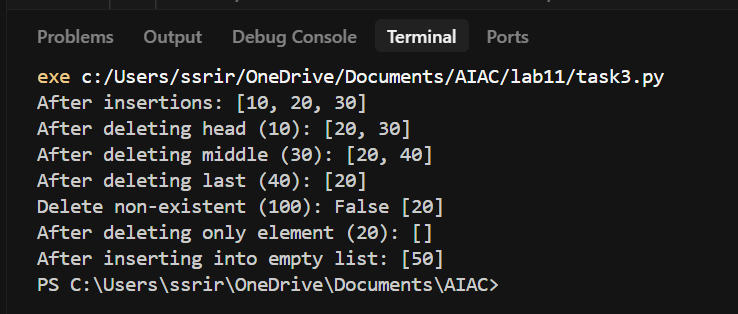 Problems Output Debug Console Terminal Ports
exe c:/Users/ssrir/OneDrive/Documents/AIAC/lab11/task3.py
After insertions: [10, 20, 30]
After deleting head (10): [20, 30]
After deleting middle (30): [20, 40]
After deleting last (40): [20]
Delete non-existent (100): False [20]
After deleting only element (20): []
After inserting into empty list: [50]
PS C:\Users\ssrir\OneDrive\Documents\AIAC>